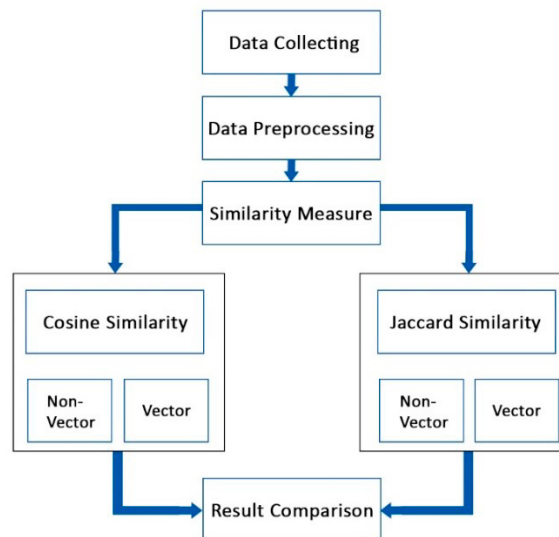 Data Collecting
Data Preprocessing
Similarity Measure
Cosine Similarity
Non-
Vector
Vector
Jaccard Similarity
Non-
Vector
Vector
Result Comparison